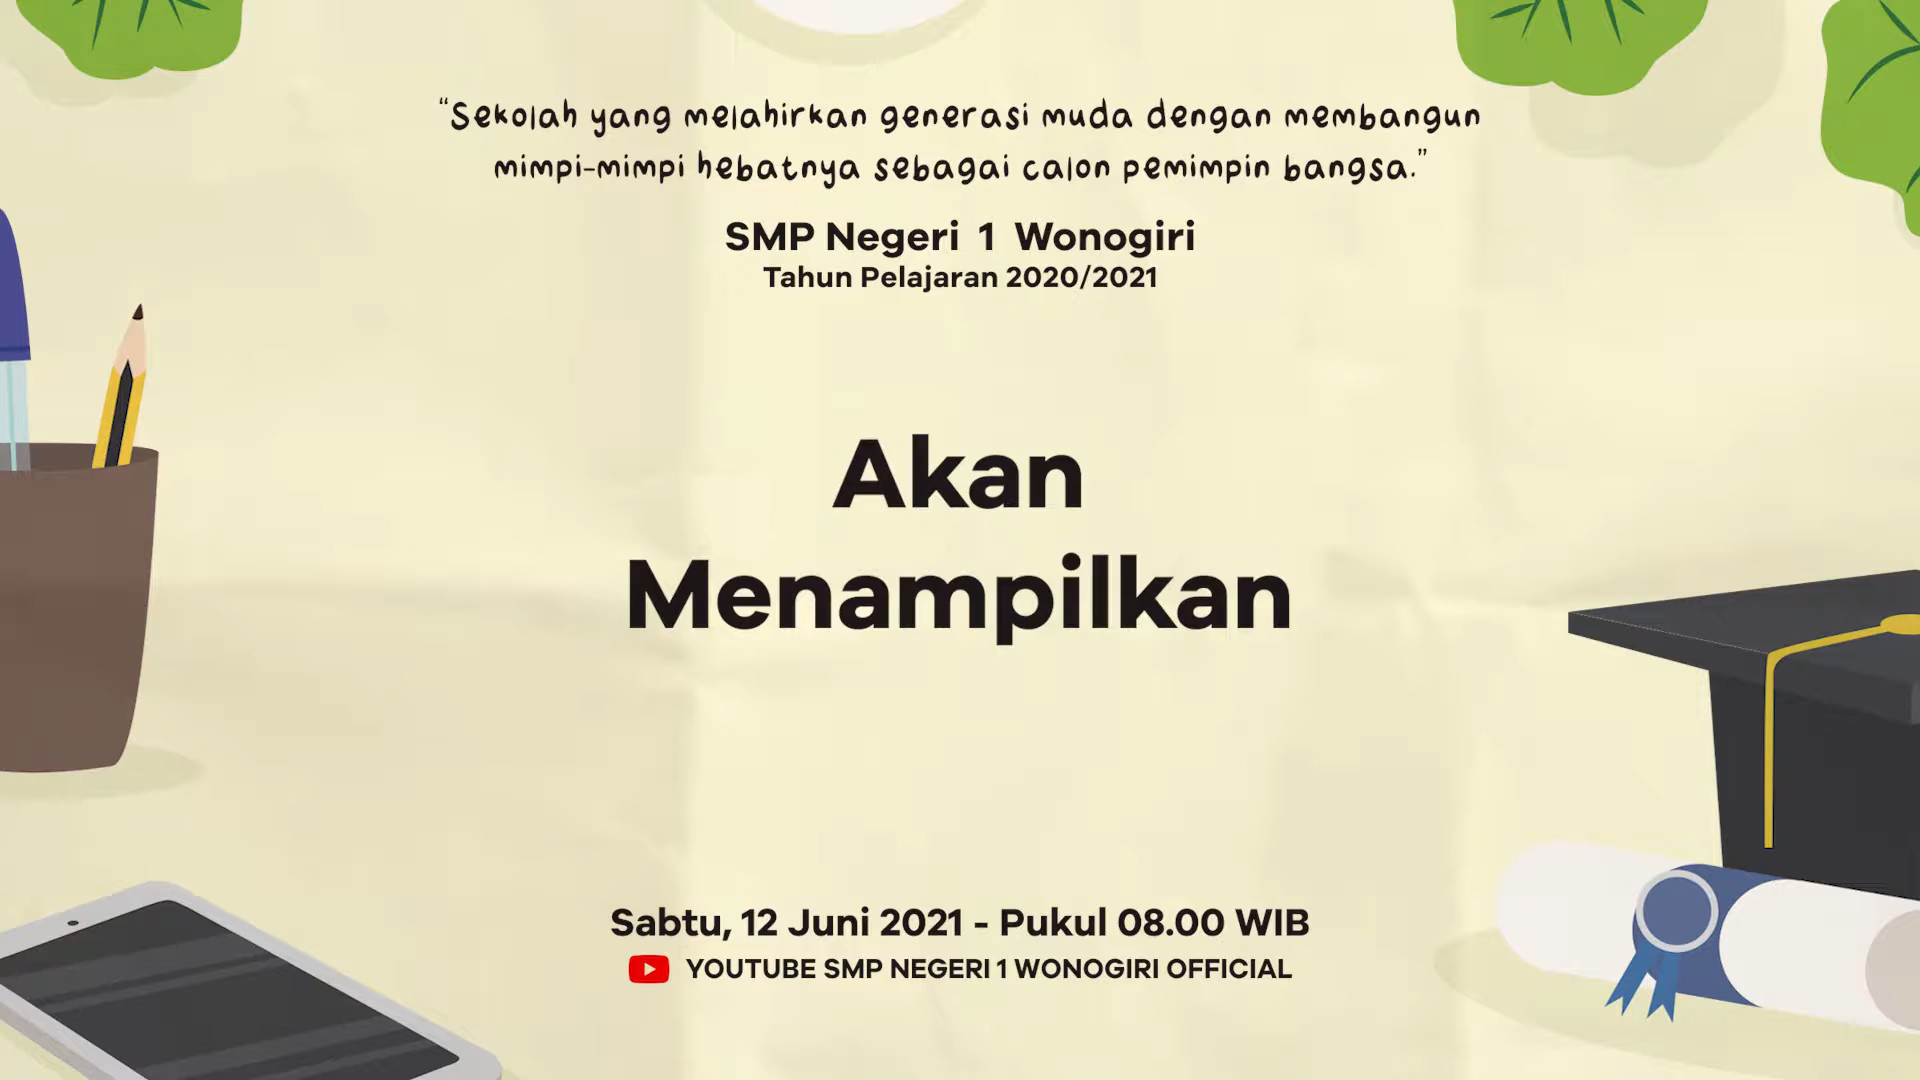 “Sekolah yang melahirkan generasi muda dengan membangun
mimpi-mimpi hebatnya sebagai calon pemimpin bangsa.”
SMP Negeri 1 Wonogiri
Tahun Pelajaran 2020/2021
Akan
Menampilkan
Sabtu, 12 Juni 2021 - Pukul 08.00 WIB
YOUTUBE SMP NEGERI 1 WONOGIRI OFFICIAL